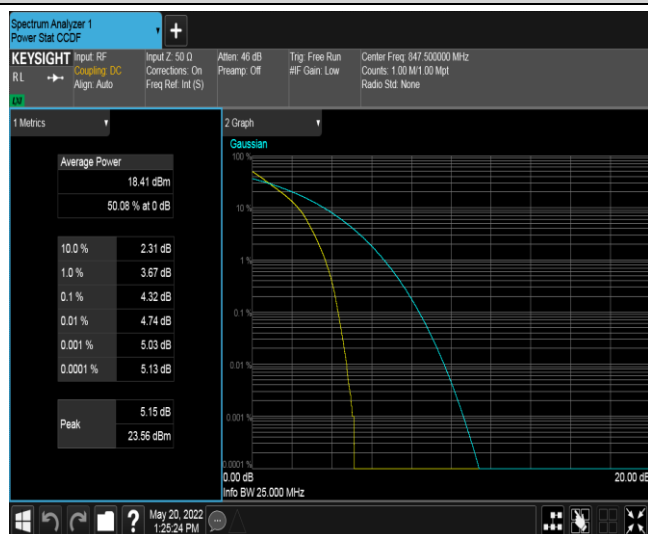 Spectrum Analyzer 1
Power Stat CCDF
KEYSIGHT
Input: RF
Input Z: 50 Ω
Atten: 46 dB
Trig: Free Run
Center Freq: 847.500000 MHz
RL
Coupling: DC
Corrections: On
Preamp: Off
#IF Gain: Low
Counts: 1.00 M/1.00 Mpt
Align: Auto
Freq Ref: Int (S)
Radio Std: None
LXI
1 Metrics
2 Graph
Average Power
18.41 dBm
50.08 % at 0 dB
10.0 % 2.31 dB
1.0 % 3.67 dB
0.1 % 4.32 dB
0.01 % 4.74 dB
0.001 % 5.03 dB
0.0001 % 5.13 dB
Peak
5.15 dB
23.56 dBm
Gaussian
100 %
10 %
1 %
0.1 %
0.01 %
0.001 %
0.0001 %
0.00 dB
20.00 dB
Info BW 25.000 MHz
?
May 20, 2022
1:25:24 PM